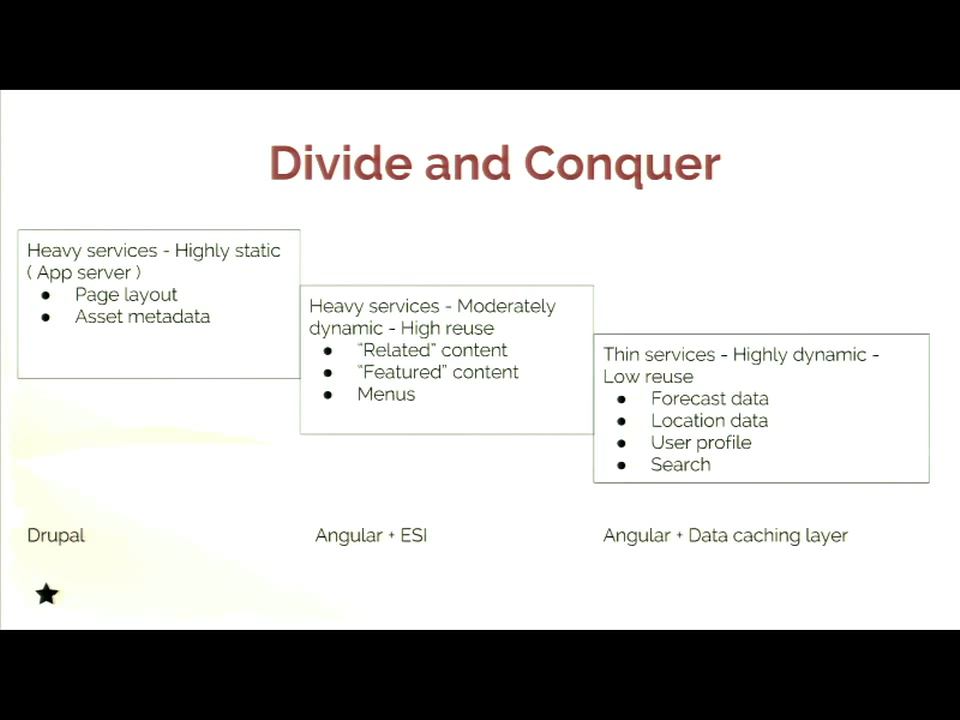 Divide and Conquer
Heavy services - Highly static
( App server )
● Page layout
● Asset metadata
Heavy services - Moderately
dynamic - High reuse
● “Related” content
● “Featured” content
● Menus
Thin services - Highly dynamic -
Low reuse
● Forecast data
● Location data
● User profile
● Search
Drupal
Angular + ESI
Angular + Data caching layer